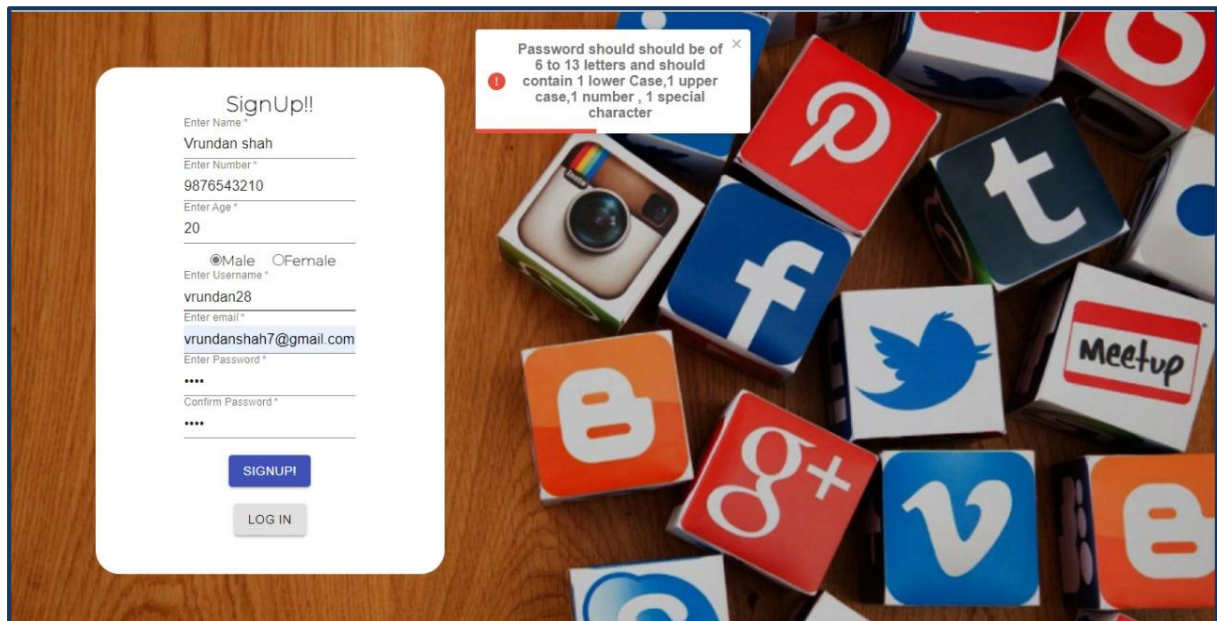 SignUp!!
Enter Name *
Vrundan shah
Enter Number *
9876543210
Enter Age *
20
Male Female
Enter Username *
vrundan28
Enter email *
vrundanshah7@gmail.com
Enter Password *
••••
Confirm Password *
••••
SIGNUP!
LOG IN
Password should should be of
6 to 13 letters and should
contain 1 lower Case,1 upper
case,1 number , 1 special
character
Insta
Meetup
g+